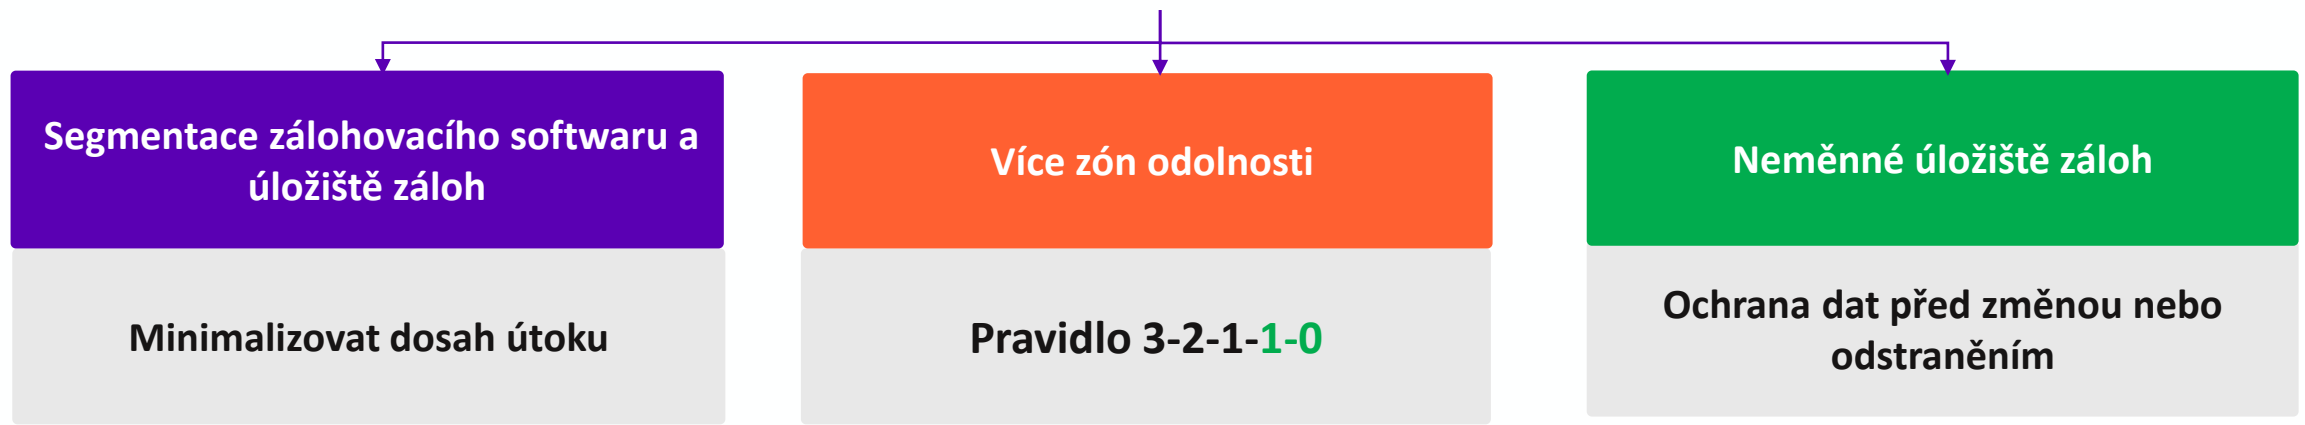 Segmentace zálohovacího softwaru a
úložiště záloh
Více zón odolnosti
Neměnné úložiště záloh
Minimalizovat dosah útoku
Pravidlo 3-2-1-1-0
Ochrana dat před změnou nebo
odstraněním